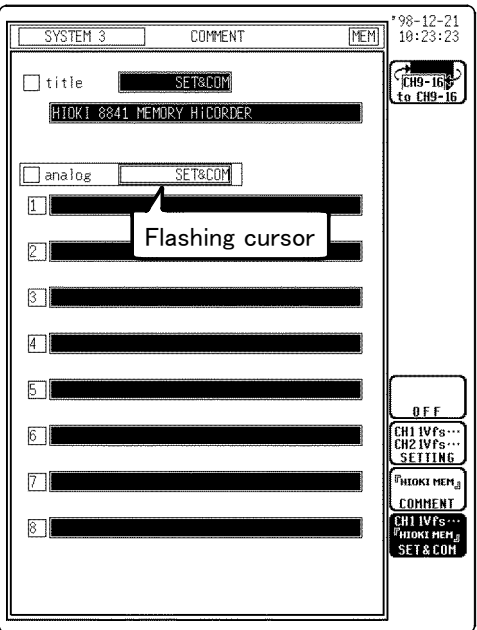 SYSTEM 3 COMMENT MEM
'98-12-21
10:23:23
title SET&COM
HIOKI 8841 MEMORY HiCORDER
CH9-16
to CH9-16
analog SET&COM
Flashing cursor
1
2
3
4
5
6
7
8
OFF
CH1 1Vfs…
CH2 1Vfs…
SETTING
『HIOKI MEM』
COMMENT
CH1 1Vfs…
『HIOKI MEM』
SET&COM